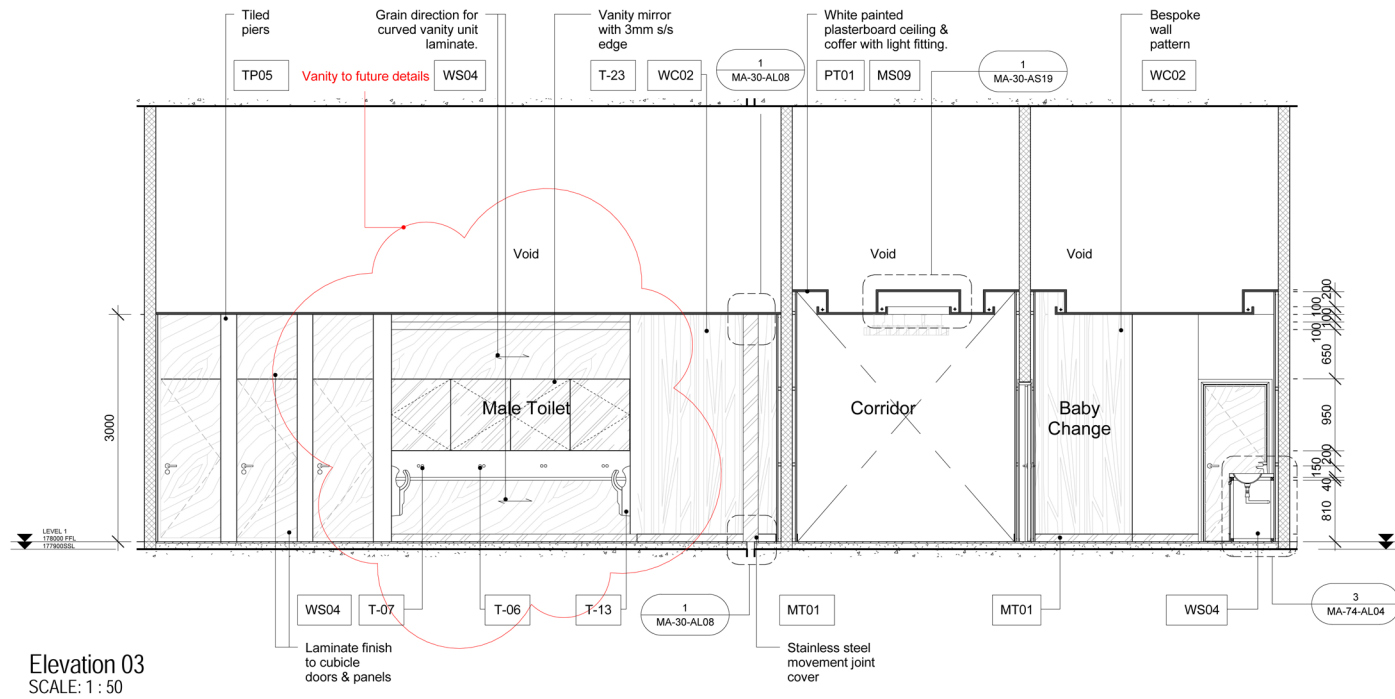 Tiled
piers
Grain direction for
curved vanity unit
laminate.
Vanity mirror
with 3mm s/s
edge
White painted
plasterboard ceiling &
coffer with light fitting.
Bespoke
wall
pattern
TP05
Vanity to future details
WS04
T-23
WC02
1
MA-30-AL08
PT01
MS09
1
MA-30-AS19
WC02
Void
Void
Void
200
100
100
100
650
950
200
150
40
810
3000
Male Toilet
Corridor
Baby
Change
LEVEL 1
178000 FFL
177900SSL
WS04
T-07
T-06
T-13
1
MA-30-AL08
MT01
MT01
WS04
3
MA-74-AL04
Laminate finish
to cubicle
doors & panels
Stainless steel
movement joint
cover
Elevation 03
SCALE: 1 : 50